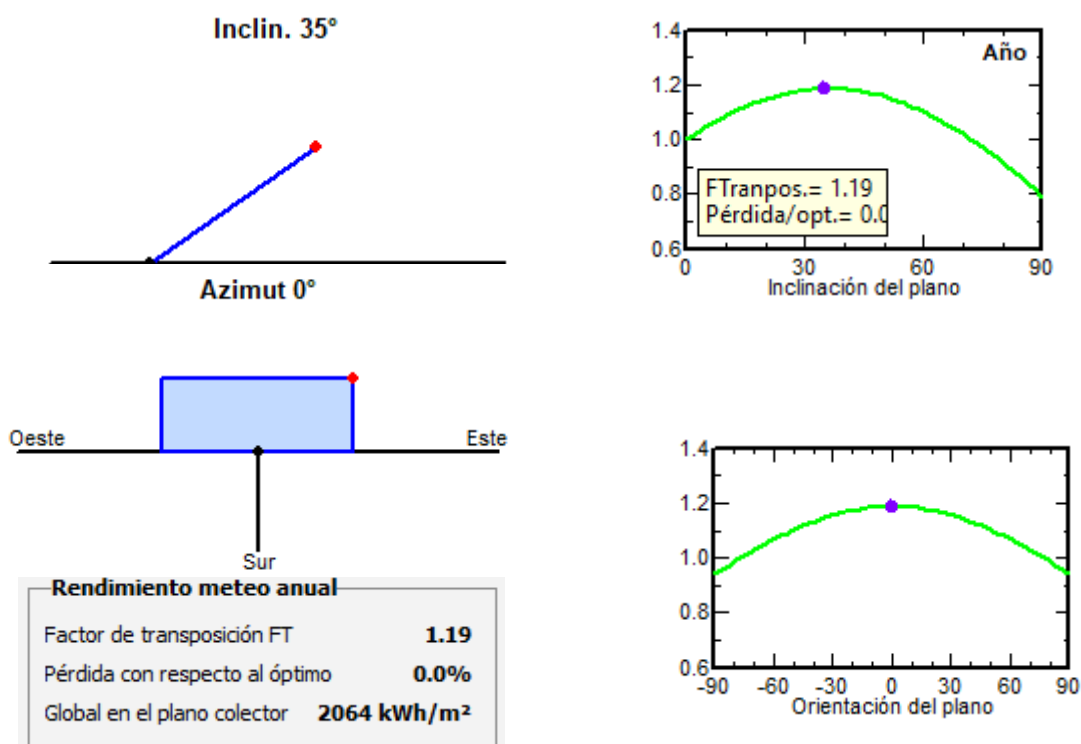 Inclin. 35°
Azimut 0°
Oeste
Este
Sur
Rendimiento meteo anual
Factor de transposición FT 1.19
Pérdida con respecto al óptimo 0.0%
Global en el plano colector 2064 kWh/m²
1.4
Año
1.2
1.0
0.8
FTranpos.= 1.19
Pérdida/opt.= 0.0
0.6
0 30 60 90
Inclinación del plano
1.4
1.2
1.0
0.8
0.6
-90 -60 -30 0 30 60 90
Orientación del plano